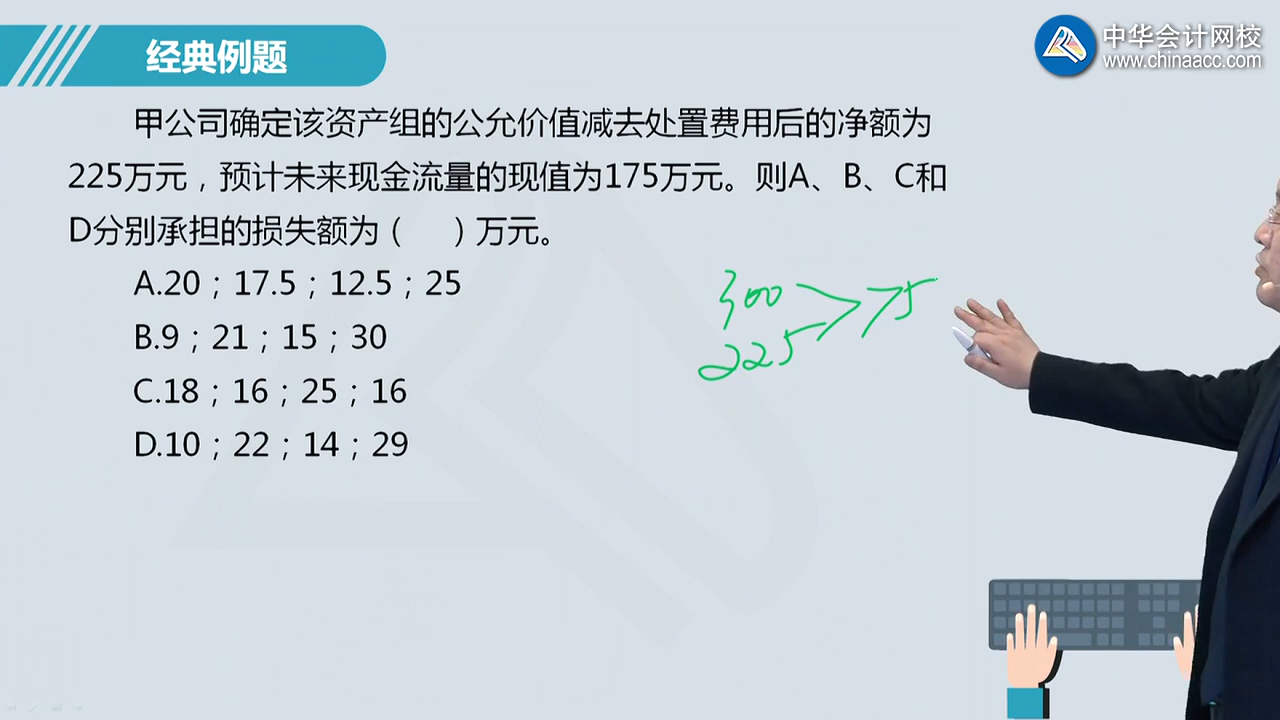 经典例题
中华会计网校
www.chinaacc.com
甲公司确定该资产组的公允价值减去处置费用后的净额为
225万元，预计未来现金流量的现值为175万元。则A、B、C和
D分别承担的损失额为（　）万元。
A.20；17.5；12.5；25
B.9；21；15；30
C.18；16；25；16
D.10；22；14；29
300
225
75